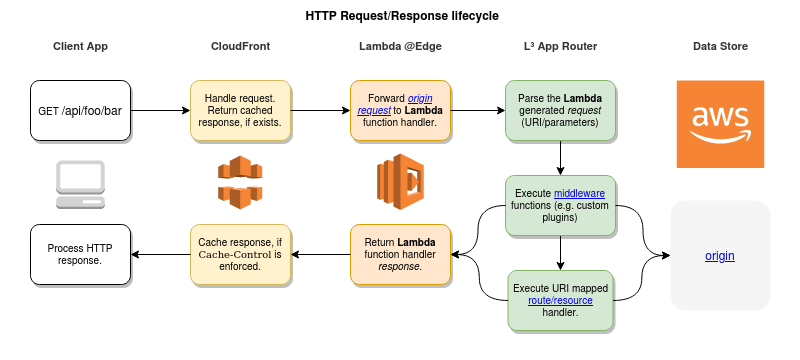 HTTP Request/Response lifecycle
Client App
CloudFront
Lambda @Edge
L³ App Router
Data Store
GET /api/foo/bar
Handle request.
Return cached
response, if exists.
Forward origin
request to Lambda
function handler.
Parse the Lambda
generated request
(URI/parameters)
aws
Execute middleware
functions (e.g. custom
plugins)
Process HTTP
response.
Cache response, if
Cache-Control is
enforced.
Return Lambda
function handler
response.
origin
Execute URI mapped
route/resource
handler.